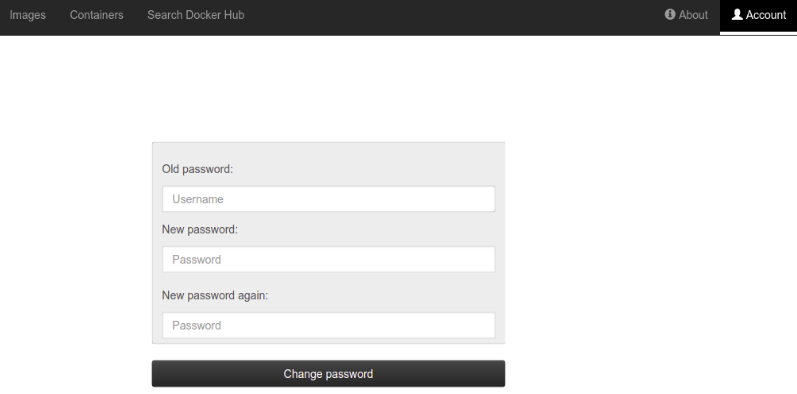 Images Containers Search Docker Hub About Account
Old password:
Username
New password:
Password
New password again:
Password
Change password